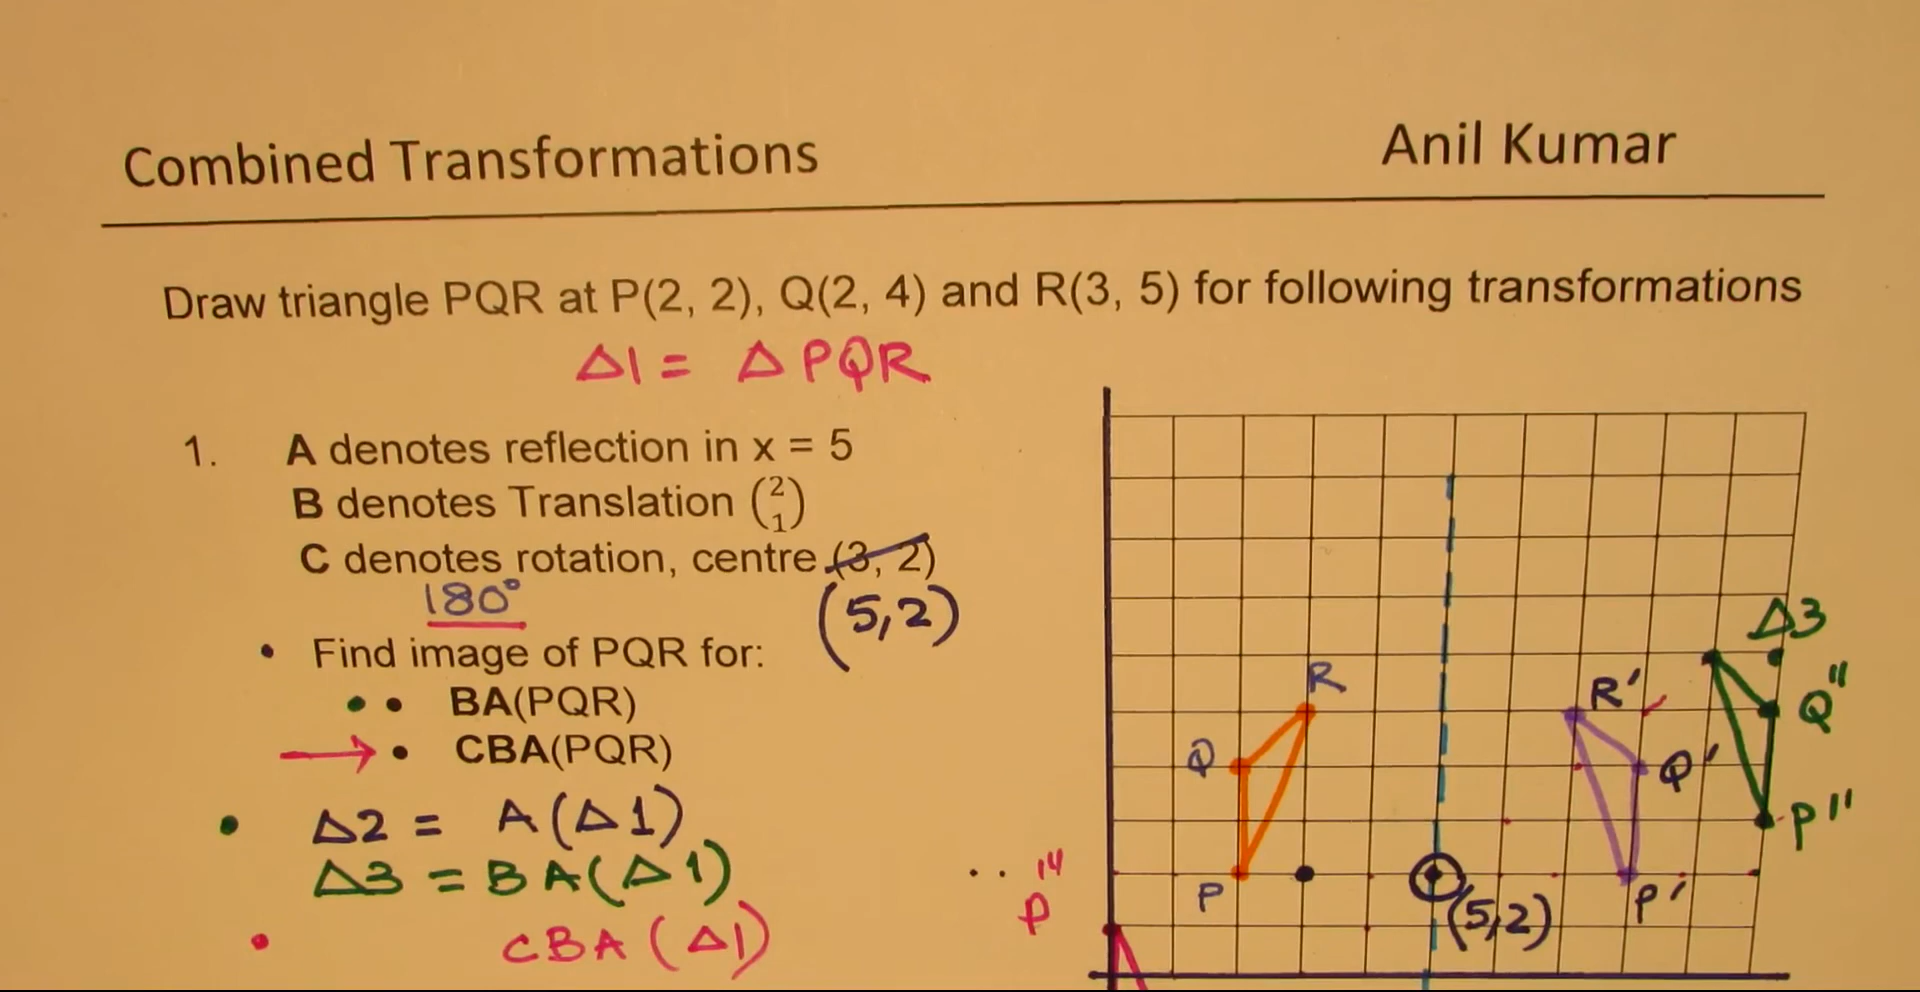 Combined Transformations
Anil Kumar
Draw triangle PQR at P(2, 2), Q(2, 4) and R(3, 5) for following transformations
Δ1 = Δ PQR
1. A denotes reflection in x = 5
B denotes Translation (2 1)
C denotes rotation, centre (3, 2)
180°
(5,2)
• Find image of PQR for:
• • BA(PQR)
→ • CBA(PQR)
• Δ2 = A(Δ1)
Δ3 = BA(Δ1)
• CBA(Δ1)
Δ3
R
R'
Q"
Q
Q'
P"
P
P'
(5,2)
P